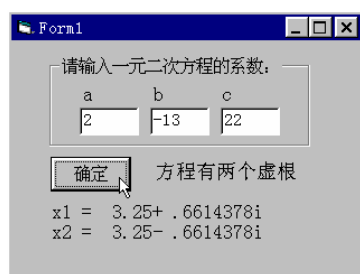 Form1
请输入一元二次方程的系数：
a b c
2 -13 22
确定 方程有两个虚根
x1 = 3.25+ .6614378i
x2 = 3.25- .6614378i